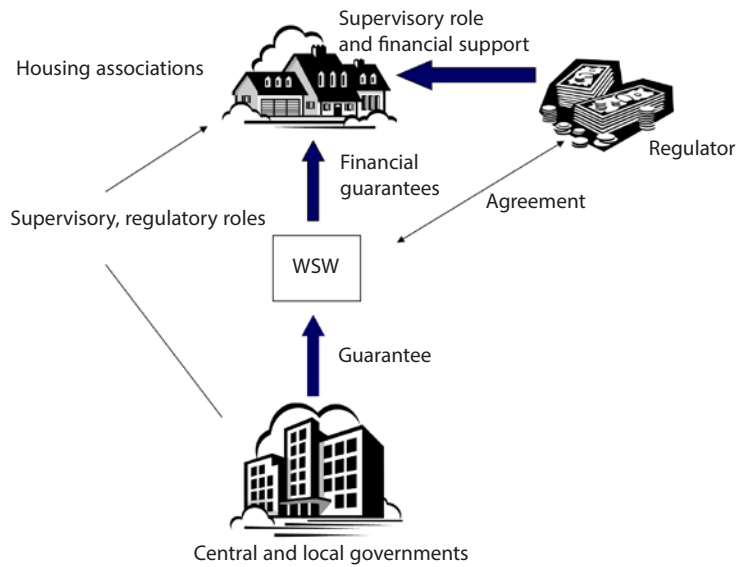 Supervisory role
and financial support
Housing associations
Regulator
Financial
guarantees
Agreement
Supervisory, regulatory roles
WSW
Guarantee
Central and local governments